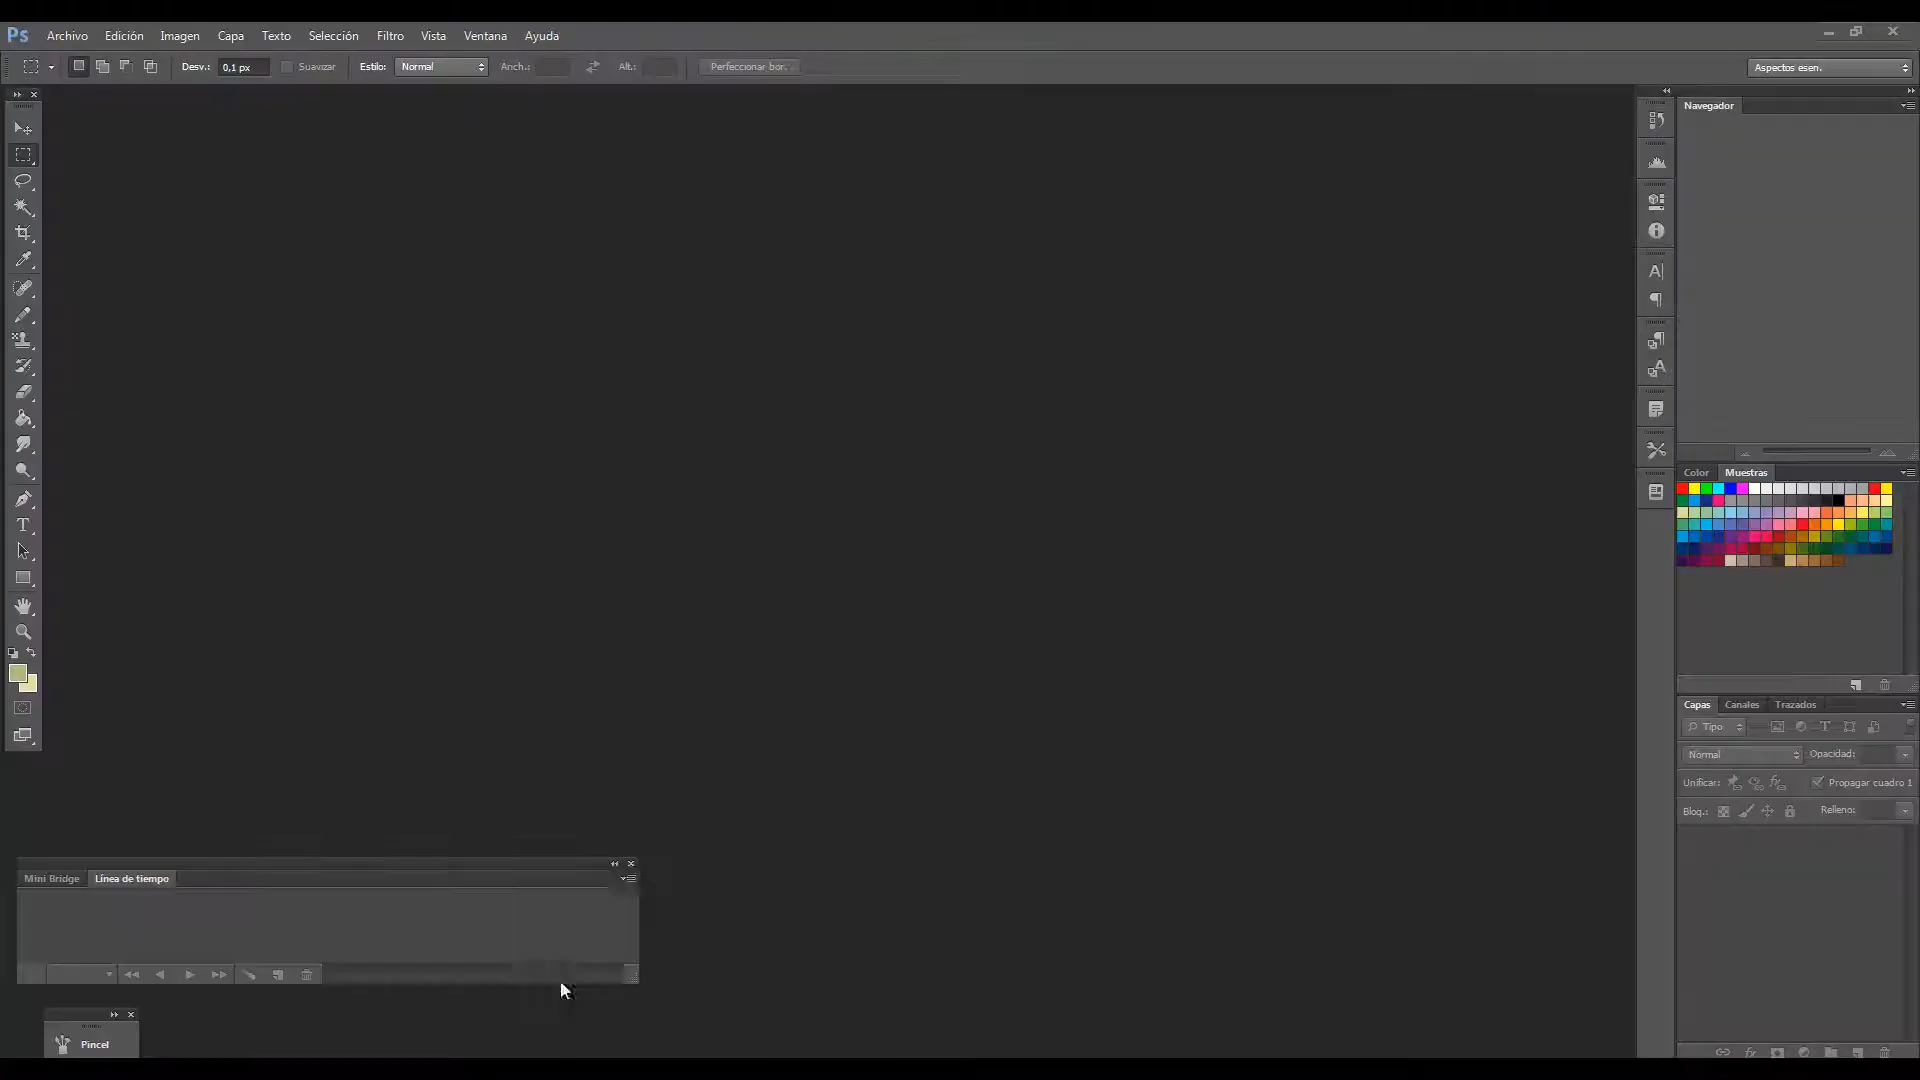 Ps Archivo Edición Imagen Capa Texto Selección Filtro Vista Ventana Ayuda
Desv.: 0,1 px Suavizar Estilo: Normal Anch.: Alt.: Perfeccionar bor... Aspectos esen.
Navegador
Color Muestras
Capas Canales Trazados
Tipo
Normal Opacidad:
Unificar: Propagar cuadro 1
Bloq.: Relleno:
Mini Bridge Línea de tiempo
Pincel